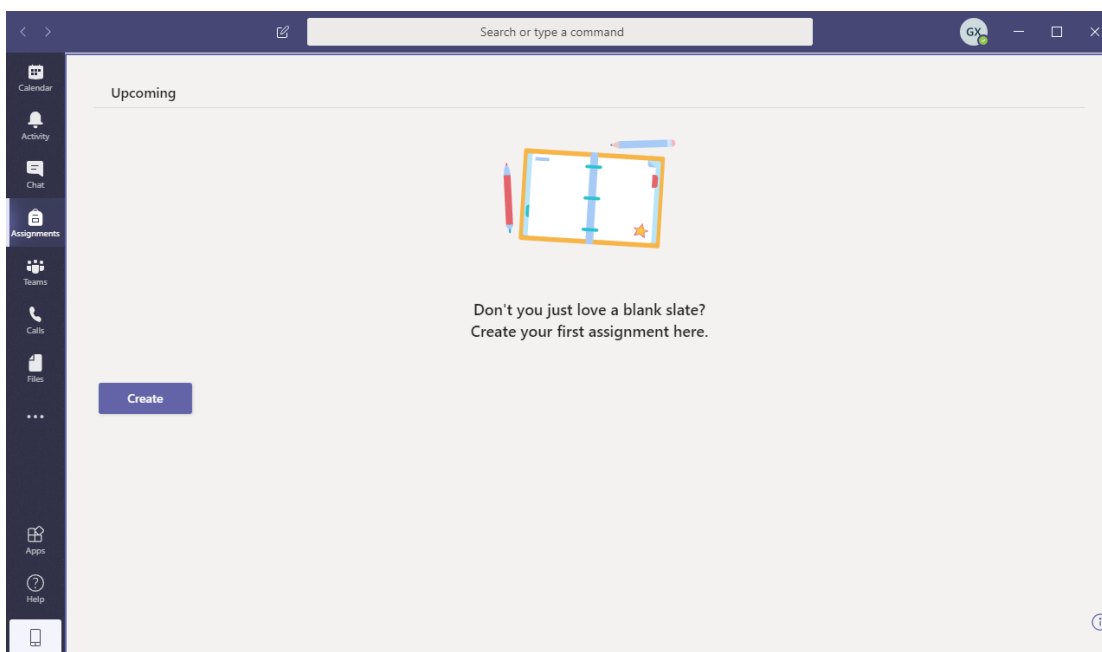 Search or type a command
GX
Calendar
Activity
Chat
Assignments
Teams
Calls
Files
Apps
Help
Upcoming
Don't you just love a blank slate?
Create your first assignment here.
Create